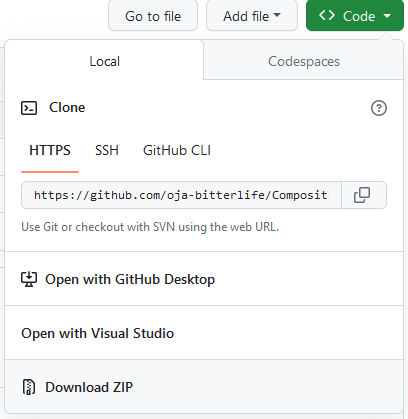 Go to file Add file Code
Local Codespaces
Clone
HTTPS SSH GitHub CLI
https://github.com/oja-bitterlife/Composit
Use Git or checkout with SVN using the web URL.
Open with GitHub Desktop
Open with Visual Studio
Download ZIP